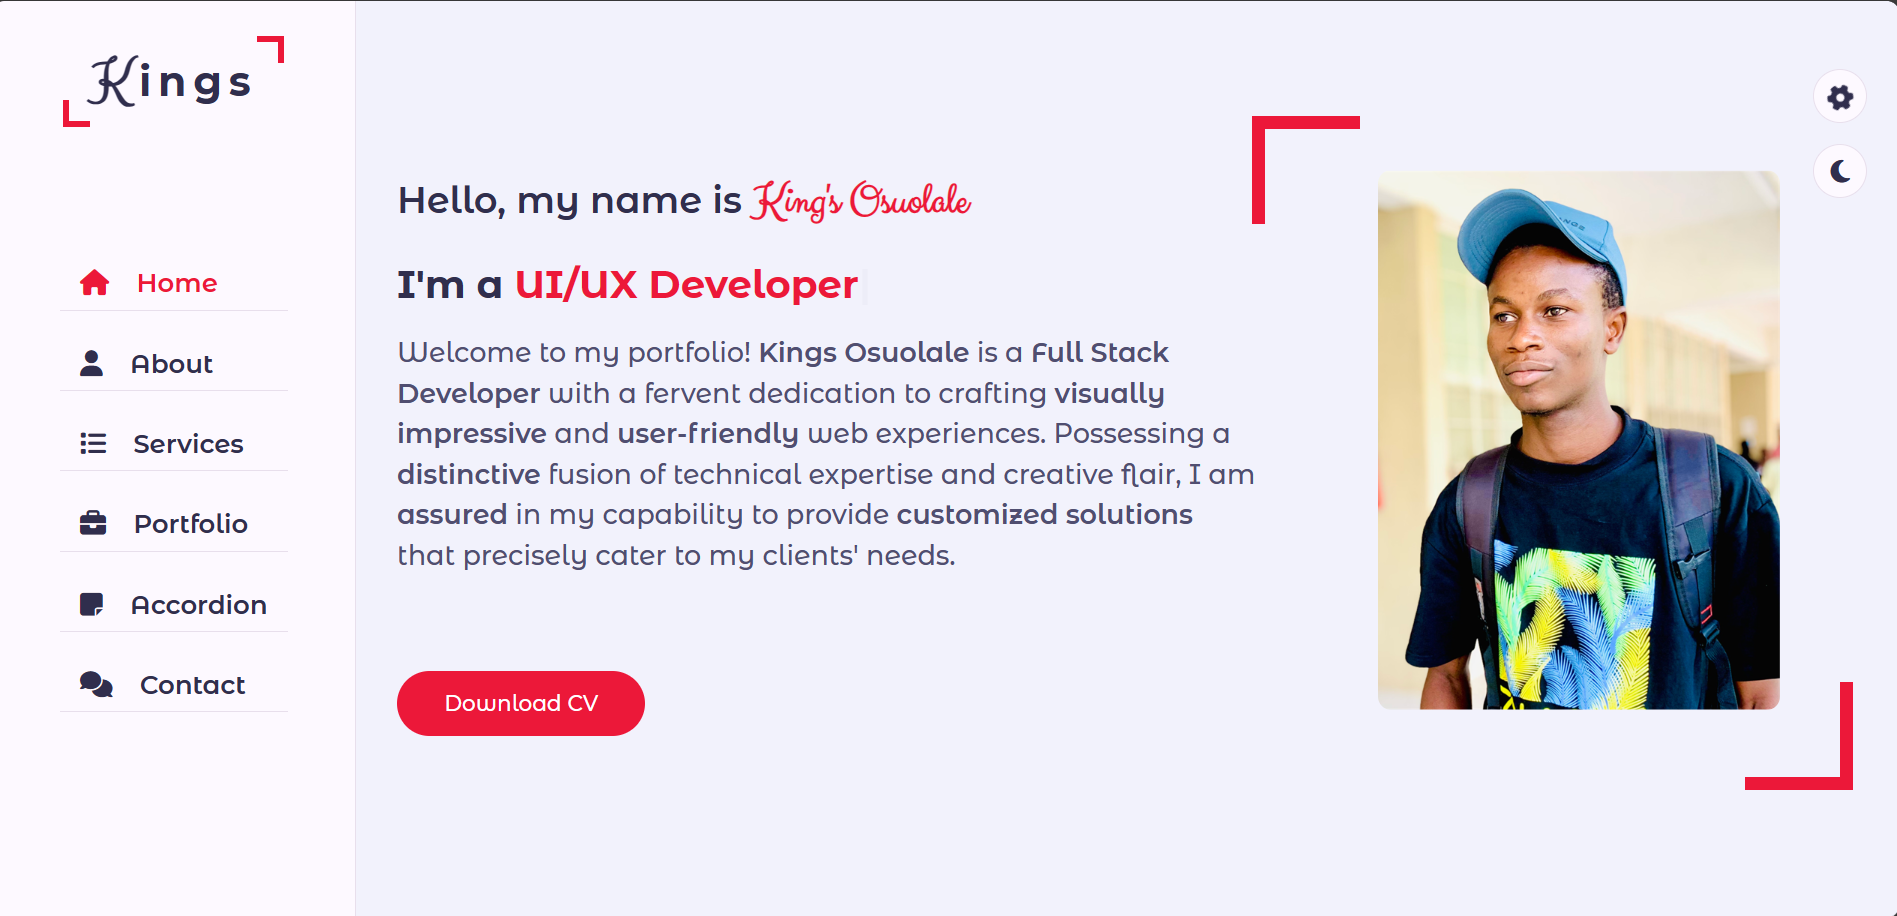 Kings
Home
About
Services
Portfolio
Accordion
Contact
Hello, my name is King's Osuolale
I'm a UI/UX Developer
Welcome to my portfolio! Kings Osuolale is a Full Stack
Developer with a fervent dedication to crafting visually
impressive and user-friendly web experiences. Possessing a
distinctive fusion of technical expertise and creative flair, I am
assured in my capability to provide customized solutions
that precisely cater to my clients' needs.
Download CV